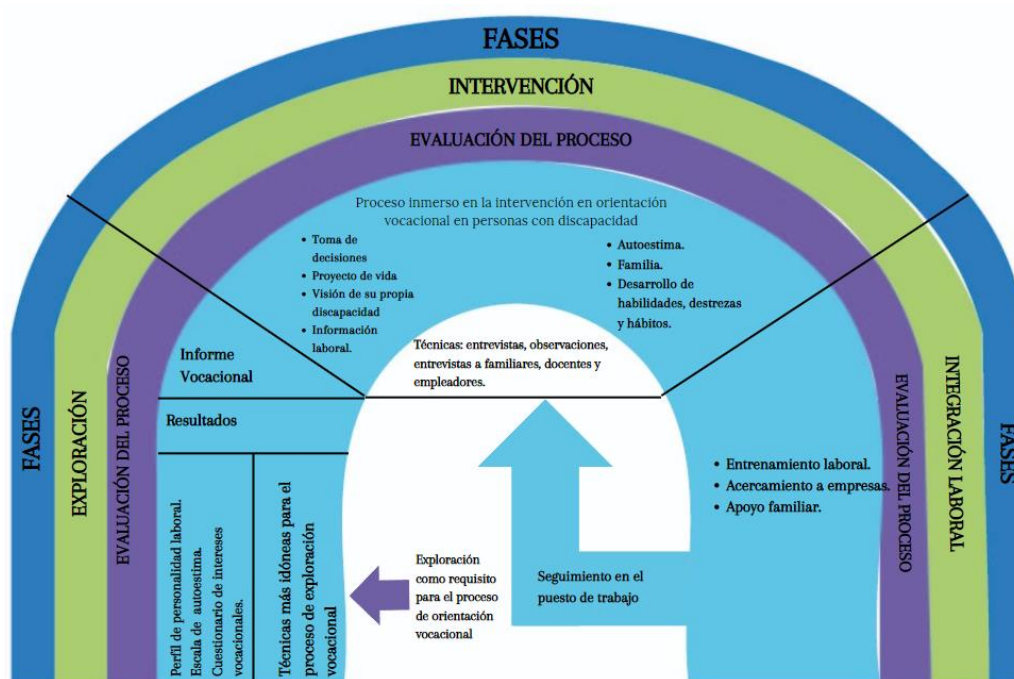 FASES
INTERVENCIÓN
EVALUACIÓN DEL PROCESO
Proceso inmerso en la intervención en orientación
vocacional en personas con discapacidad
• Toma de
decisiones
• Proyecto de vida
• Visión de su propia
discapacidad
• Información
laboral.
• Autoestima.
• Familia.
• Desarrollo de
habilidades, destrezas
y hábitos.
Técnicas: entrevistas, observaciones,
entrevistas a familiares, docentes y
empleadores.
FASES
EXPLORACIÓN
EVALUACIÓN DEL PROCESO
Informe
Vocacional
Resultados
Perfil de personalidad laboral.
Escala de autoestima.
Cuestionario de intereses
vocacionales.
Técnicas más idóneas para el
proceso de exploración
vocacional
Exploración
como requisito
para el proceso
de orientación
vocacional
Seguimiento en el
puesto de trabajo
• Entrenamiento laboral.
• Acercamiento a empresas.
• Apoyo familiar.
EVALUACIÓN DEL PROCESO
INTEGRACIÓN LABORAL
FASES